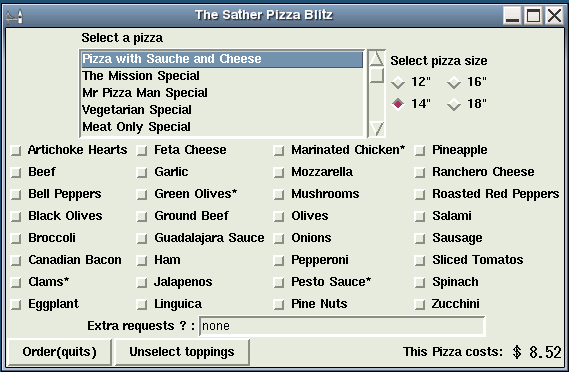 The Sather Pizza Blitz
Select a pizza
Pizza with Sauche and Cheese
The Mission Special
Mr Pizza Man Special
Vegetarian Special
Meat Only Special
Select pizza size
12" 16"
14" 18"
Artichoke Hearts Feta Cheese Marinated Chicken* Pineapple
Beef Garlic Mozzarella Ranchero Cheese
Bell Peppers Green Olives* Mushrooms Roasted Red Peppers
Black Olives Ground Beef Olives Salami
Broccoli Guadalajara Sauce Onions Sausage
Canadian Bacon Ham Pepperoni Sliced Tomatos
Clams* Jalapenos Pesto Sauce* Spinach
Eggplant Linguica Pine Nuts Zucchini
Extra requests ? : none
Order(quits) Unselect toppings This Pizza costs: $ 8.52